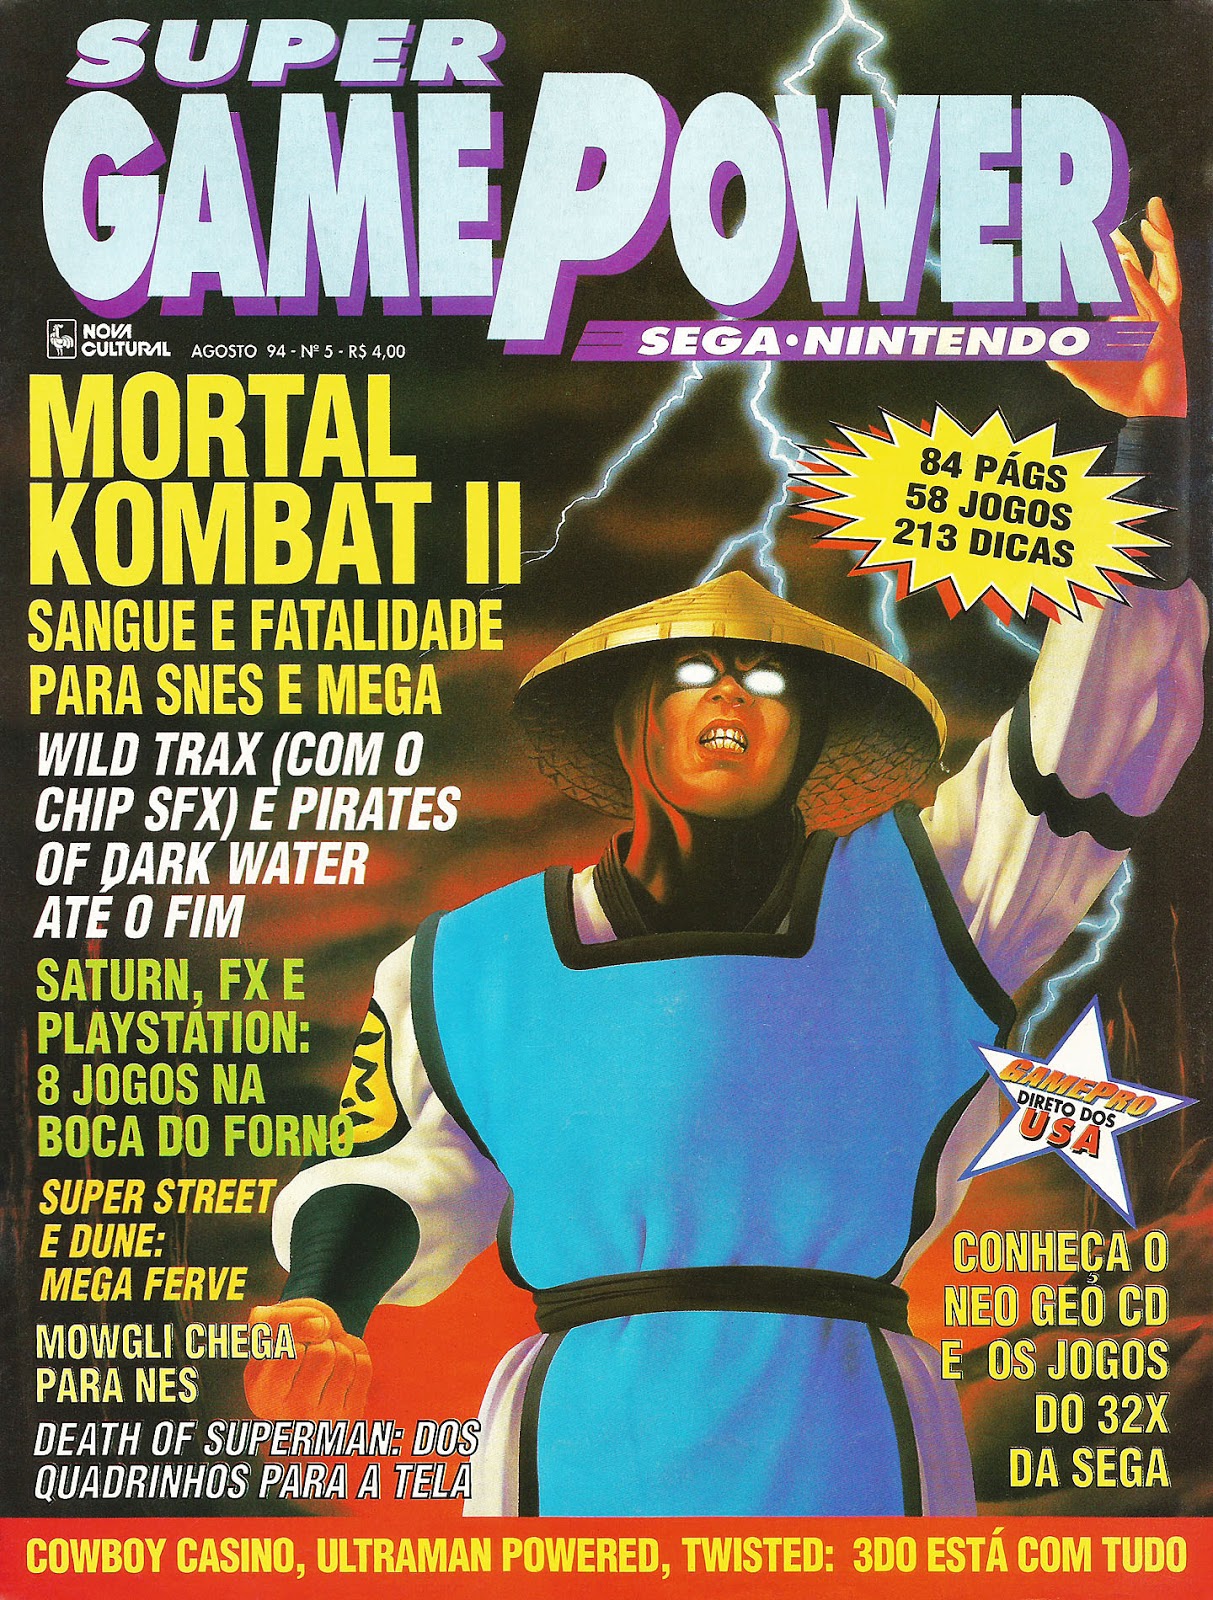 SUPER
GAMEPOWER
SEGA•NINTENDO
NOVA
CULTURAL
AGOSTO 94 - Nº 5 - R$ 4,00
MORTAL
KOMBAT II
SANGUE E FATALIDADE
PARA SNES E MEGA
84 PÁGS
58 JOGOS
213 DICAS
WILD TRAX (COM O
CHIP SFX) E PIRATES
OF DARK WATER
ATÉ O FIM
SATURN, FX E
PLAYSTATION:
8 JOGOS NA
BOCA DO FORNO
GAMEPRO
DIRETO DOS
USA
SUPER STREET
E DUNE:
MEGA FERVE
MOWGLI CHEGA
PARA NES
DEATH OF SUPERMAN: DOS
QUADRINHOS PARA A TELA
CONHEÇA O
NEO GEO CD
E OS JOGOS
DO 32X
DA SEGA
COWBOY CASINO, ULTRAMAN POWERED, TWISTED: 3DO ESTÁ COM TUDO